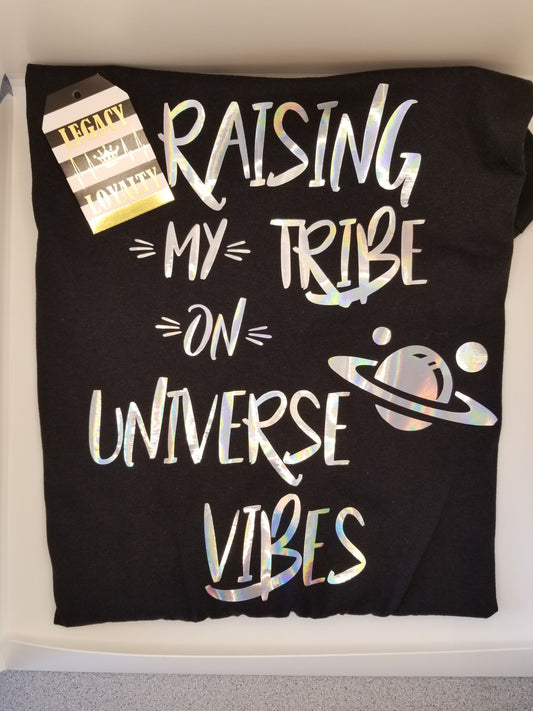 LEGACY
LOYALTY
RAISING
MY TRIBE
ON
UNIVERSE
VIBES